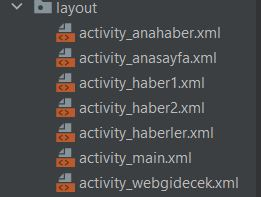 layout
activity_anahaber.xml
activity_anasayfa.xml
activity_haber1.xml
activity_haber2.xml
activity_haberler.xml
activity_main.xml
activity_webgidecek.xml